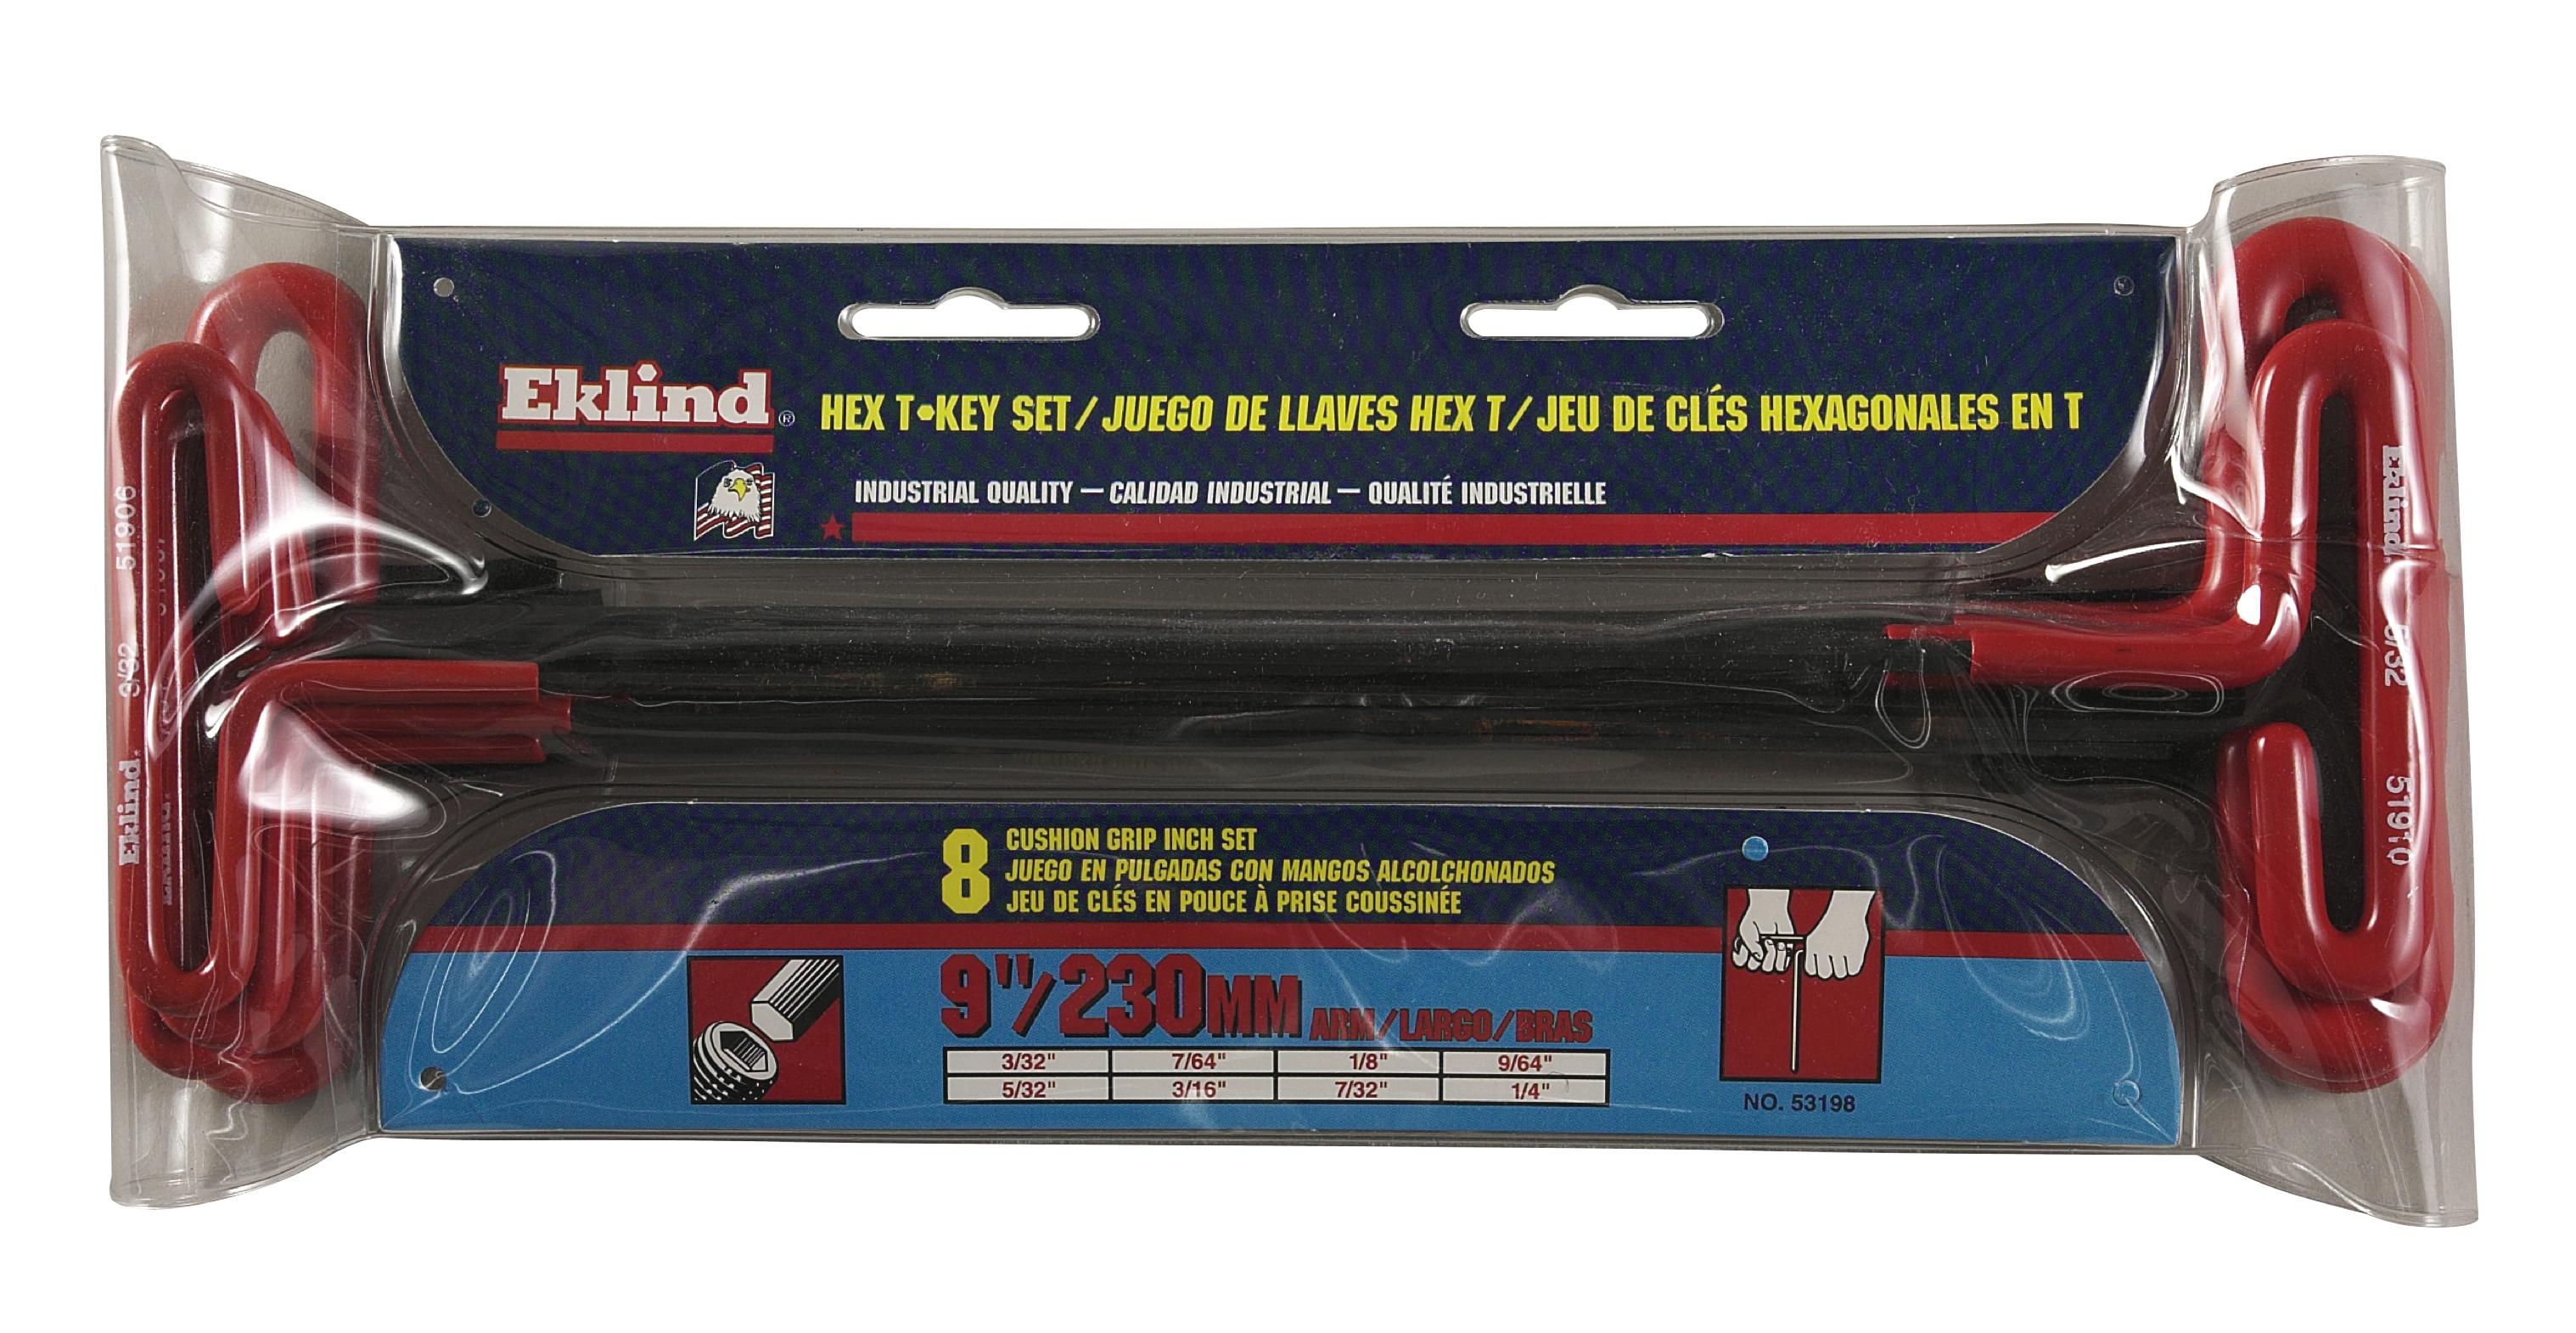 Eklind®
HEX T•KEY SET / JUEGO DE LLAVES HEX T / JEU DE CLÉS HEXAGONALES EN T
INDUSTRIAL QUALITY — CALIDAD INDUSTRIAL — QUALITÉ INDUSTRIELLE
Eklind. 3/32 51906
Eklind. 5/32 51910
8 CUSHION GRIP INCH SET
JUEGO EN PULGADAS CON MANGOS ALCOLCHONADOS
JEU DE CLÉS EN POUCE À PRISE COUSSINÉE
9"/230MM ARM/LARGO/BRAS
3/32" 7/64" 1/8" 9/64"
5/32" 3/16" 7/32" 1/4"
NO. 53198